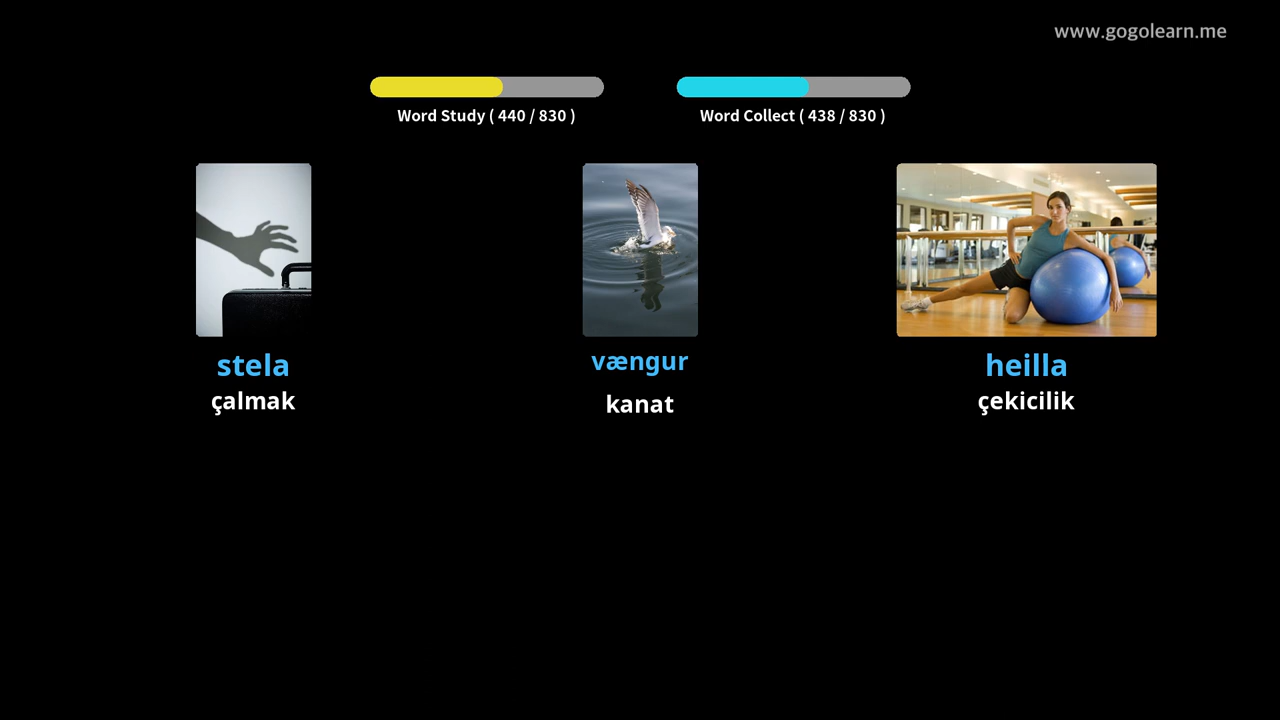 www.gogolearn.me
Word Study ( 440 / 830 )
Word Collect ( 438 / 830 )
stela
çalmak
vængur
kanat
heilla
çekicilik